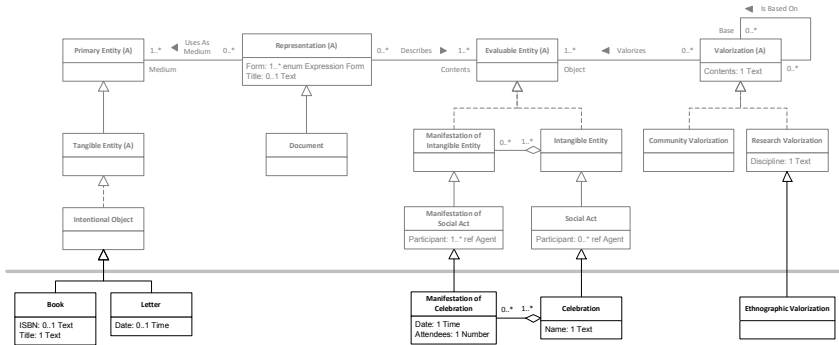 Is Based On
Primary Entity (A)
1..*
Uses As
Medium
0..*
Medium
Representation (A)
Form: 1..* enum Expression Form
Title: 0..1 Text
0..*
Describes
1..*
Contents
Evaluable Entity (A)
1..*
Object
Valorizes
0..*
Base
0..*
Valorization (A)
Contents: 1 Text
0..*
Tangible Entity (A)
Document
Manifestation of
Intangible Entity
0..*
1..*
Intangible Entity
Community Valorization
Research Valorization
Discipline: 1 Text
Intentional Object
Manifestation of
Social Act
Participant: 1..* ref Agent
Social Act
Participant: 0..* ref Agent
Book
ISBN: 0..1 Text
Title: 1 Text
Letter
Date: 0..1 Time
Manifestation of
Celebration
Date: 1 Time
Attendees: 1 Number
0..*
1..*
Celebration
Name: 1 Text
Ethnographic Valorization